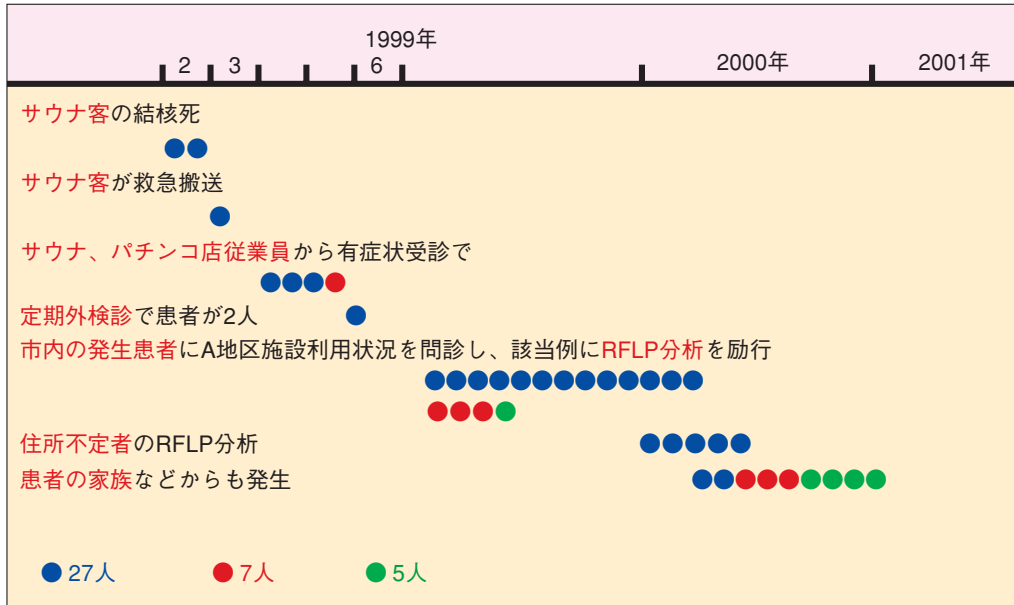 1999年
2 3 6 2000年 2001年
サウナ客の結核死
サウナ客が救急搬送
サウナ、パチンコ店従業員から有症状受診で
定期外検診で患者が2人
市内の発生患者にA地区施設利用状況を問診し、該当例にRFLP分析を励行
住所不定者のRFLP分析
患者の家族などからも発生
27人 7人 5人